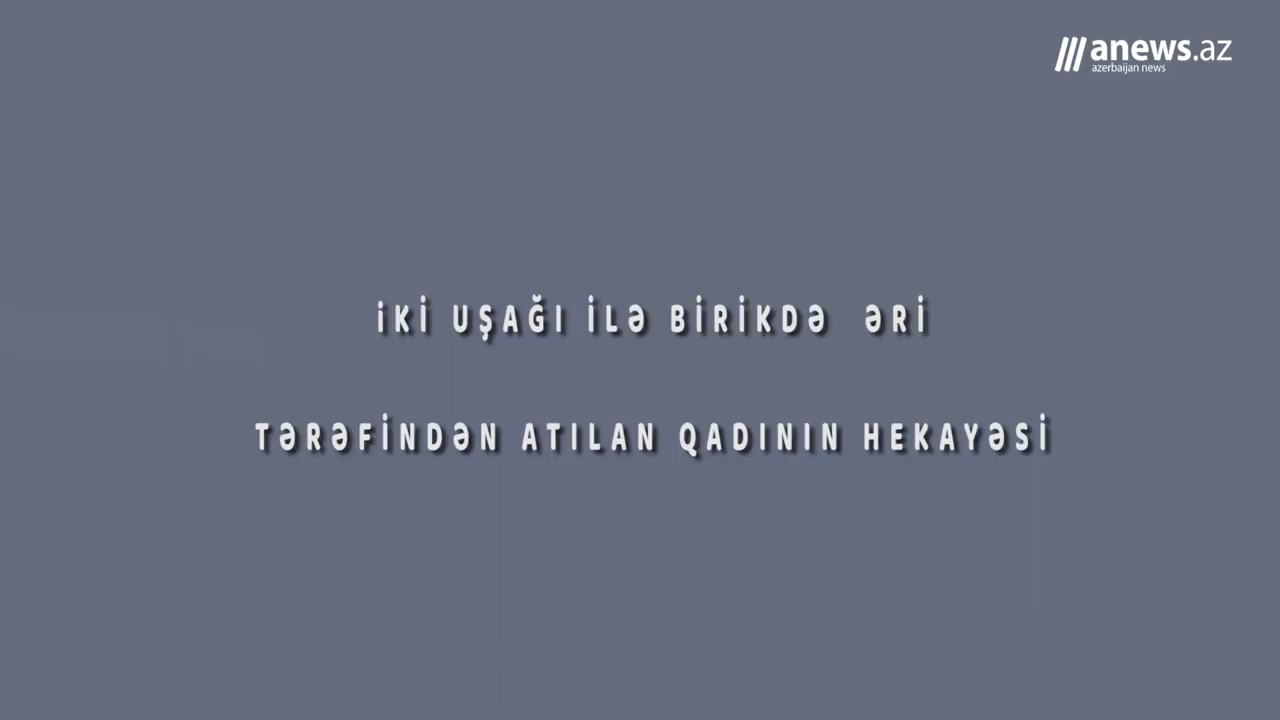 anews.az
azerbaijan news
İKİ UŞAĞI İLƏ BİRİKDƏ ƏRİ
TƏRƏFİNDƏN ATILAN QADININ HEKAYƏSİ